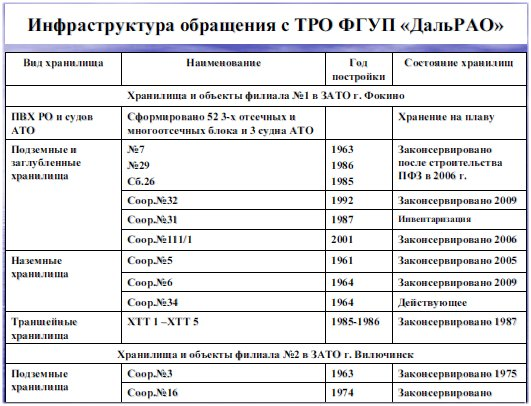 Инфраструктура обращения с ТРО ФГУП «ДальРАО»
Вид хранилища Наименование Год постройки Состояние хранилищ
Хранилища и объекты филиала №1 в ЗАТО г. Фокино
ПВХ РО и судов АТО Сформировано 52 3-х отсечных и многоотсечных блока и 3 судна АТО Хранение на плаву
Подземные и заглубленные хранилища №7 1963 Законсервировано после строительства ПФЗ в 2006 г.
№29 1986
Сб.26 1985
Соор.№32 1992 Законсервировано 2009
Соор.№31 1987 Инвентаризация
Соор.№111/1 2001 Законсервировано 2006
Наземные хранилища Соор.№5 1961 Законсервировано 2005
Соор.№6 1964 Законсервировано 2009
Соор.№34 1964 Действующее
Траншейные хранилища ХТТ 1 –ХТТ 5 1985-1986 Законсервировано 1987
Хранилища и объекты филиала №2 в ЗАТО г. Вилючинск
Подземные хранилища Соор.№3 1963 Законсервировано 1975
Соор.№16 1974 Законсервировано